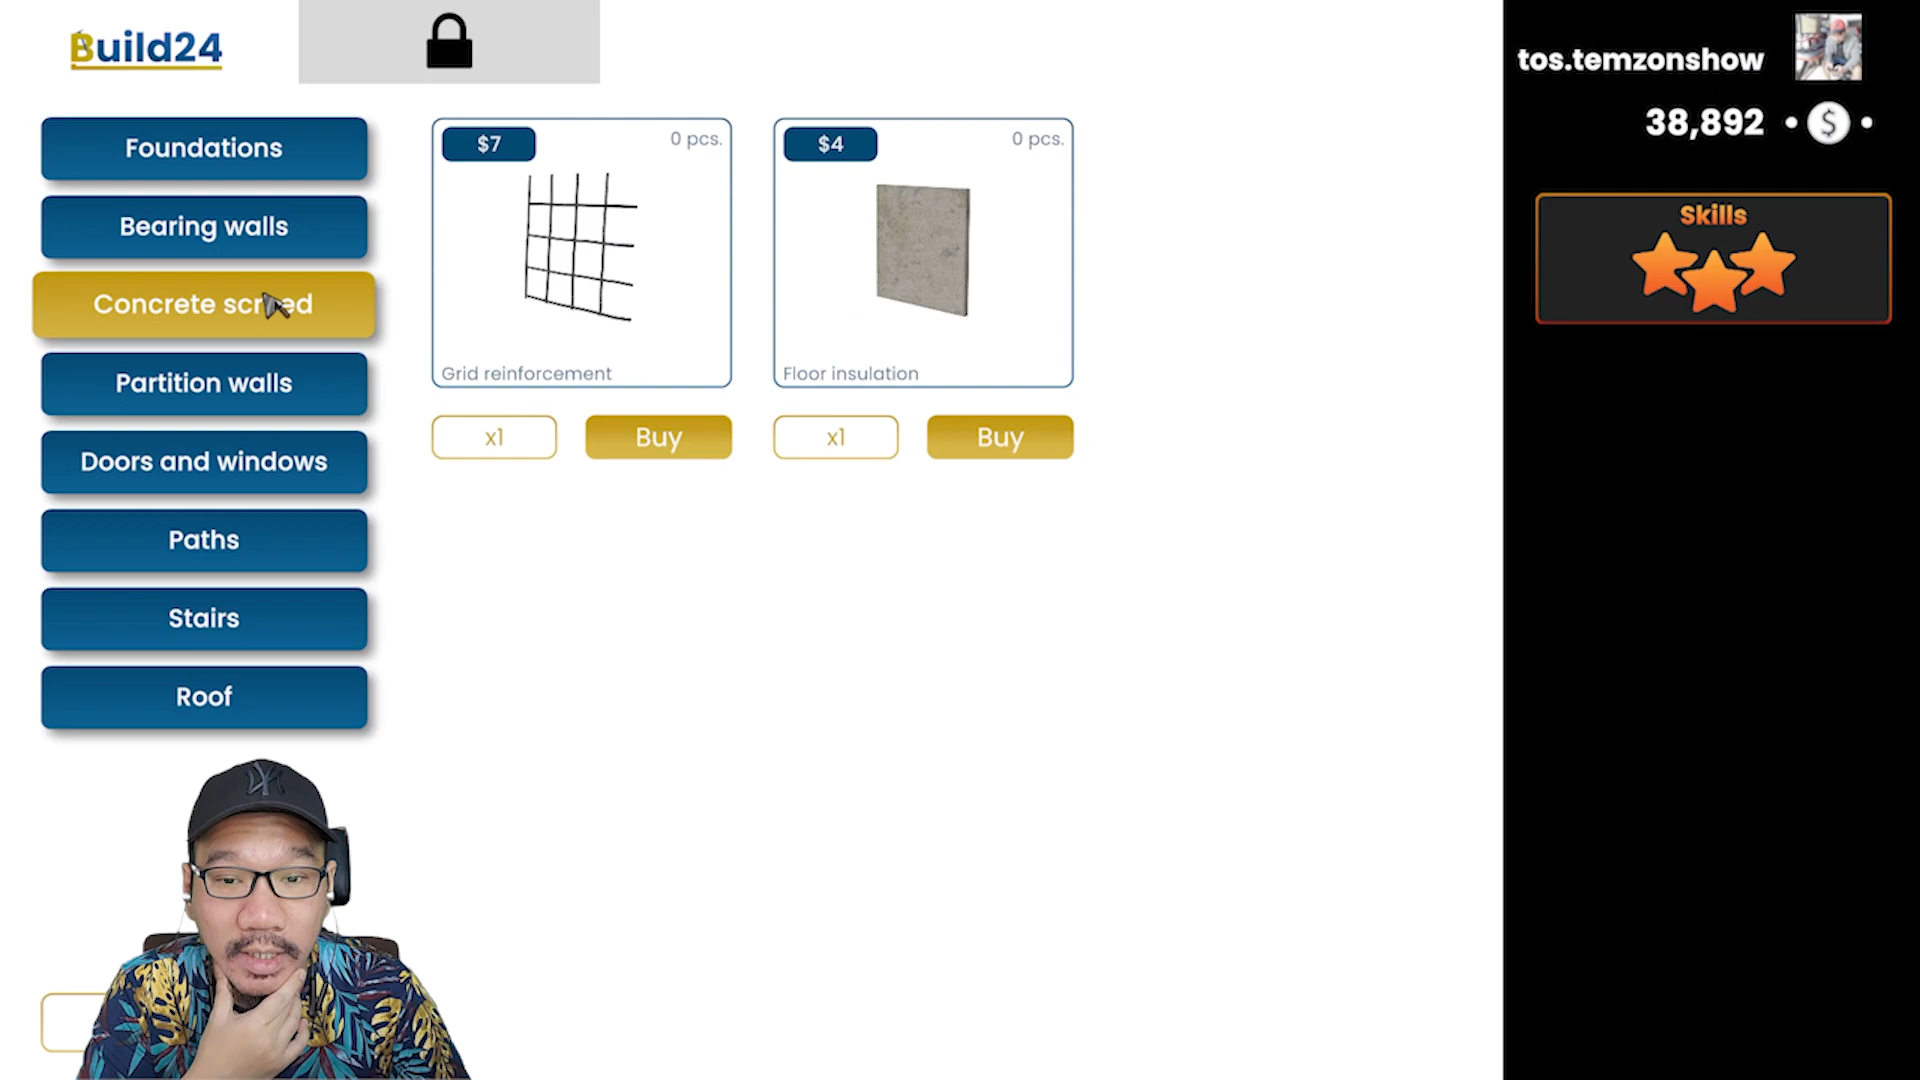 Build24
tos.temzonshow
38,892
$
Skills
Foundations
Bearing walls
Concrete screed
Partition walls
Doors and windows
Paths
Stairs
Roof
$7
0 pcs.
Grid reinforcement
x1
Buy
$4
0 pcs.
Floor insulation
x1
Buy